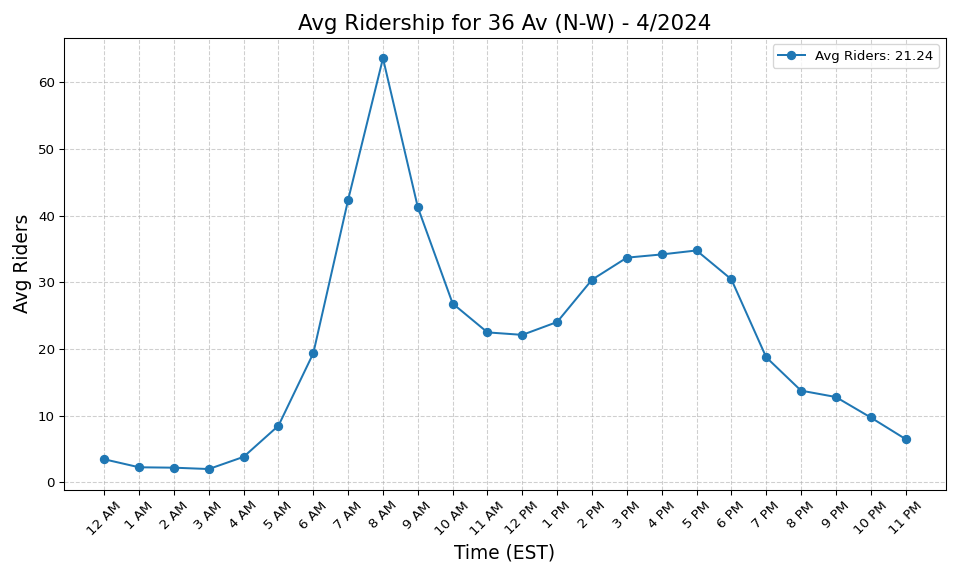 Avg Ridership for 36 Av (N-W) - 4/2024
Avg Riders: 21.24
Avg Riders
60
50
40
30
20
10
0
12 AM
1 AM
2 AM
3 AM
4 AM
5 AM
6 AM
7 AM
8 AM
9 AM
10 AM
11 AM
12 PM
1 PM
2 PM
3 PM
4 PM
5 PM
6 PM
7 PM
8 PM
9 PM
10 PM
11 PM
Time (EST)